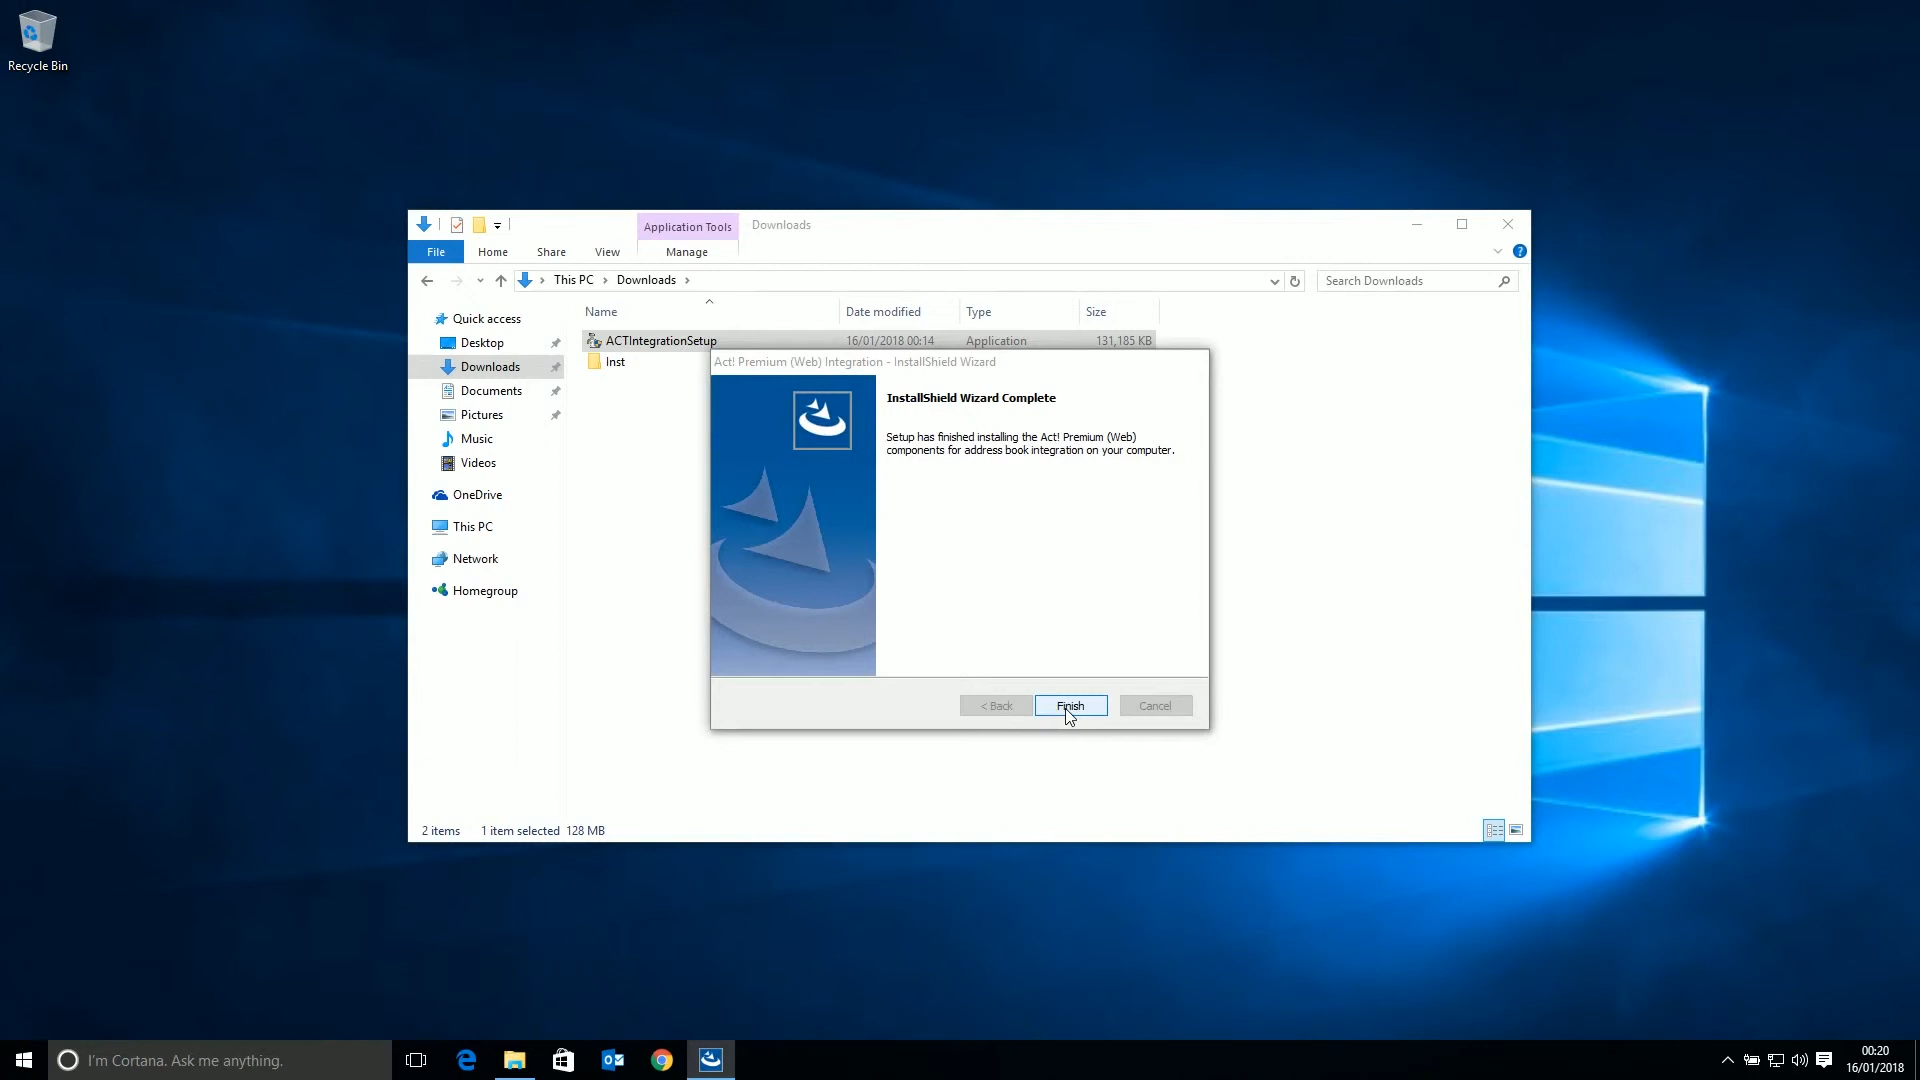 Recycle Bin
Application Tools
Downloads
File
Home
Share
View
Manage
This PC
Downloads
Search Downloads
Name
Date modified
Type
Size
Quick access
Desktop
Downloads
Documents
Pictures
Music
Videos
OneDrive
This PC
Network
Homegroup
ACTIntegrationSetup
16/01/2018 00:14
Application
131,185 KB
Inst
Act! Premium (Web) Integration - InstallShield Wizard
InstallShield Wizard Complete
Setup has finished installing the Act! Premium (Web)
components for address book integration on your computer.
< Back
Finish
Cancel
2 items
1 item selected 128 MB
I'm Cortana. Ask me anything.
00:20
16/01/2018